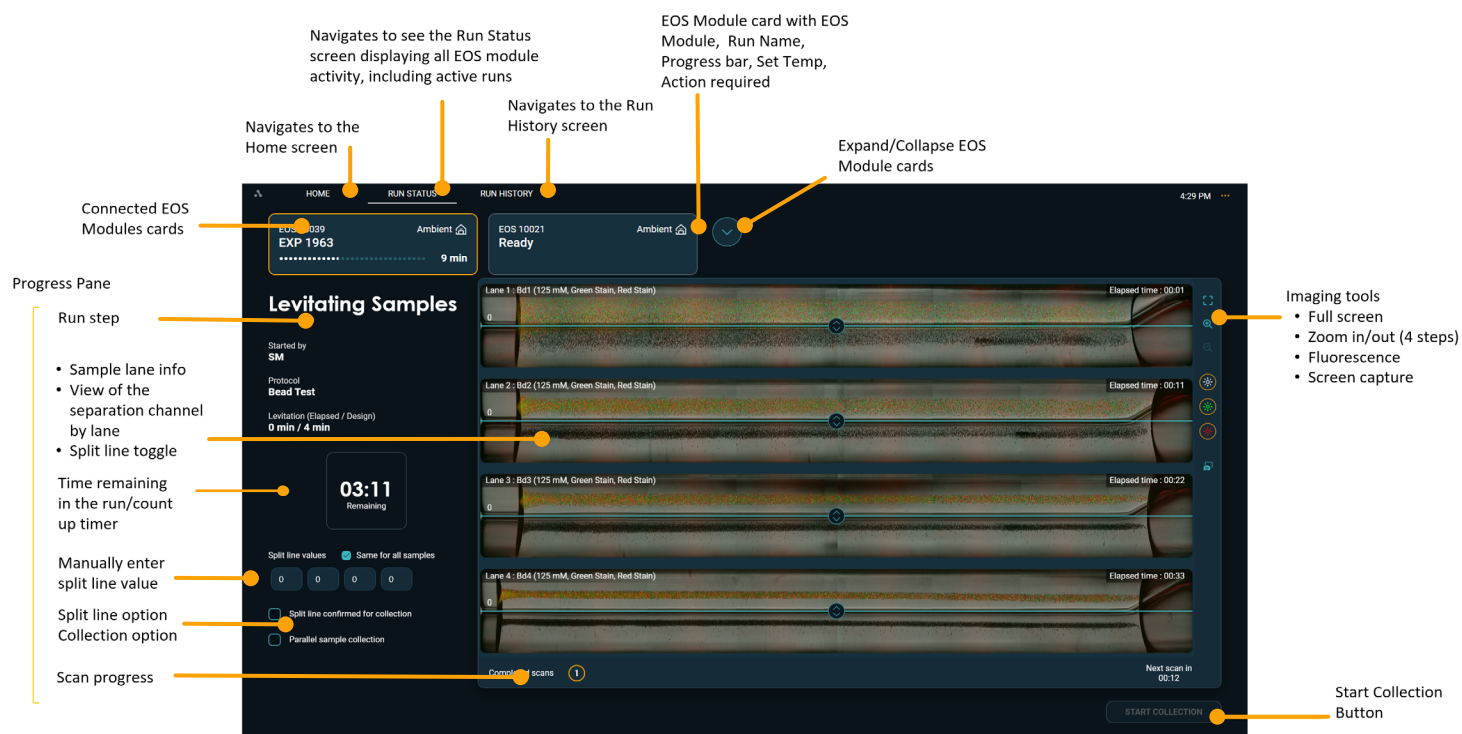 EOS Module card with EOS
Module, Run Name,
Progress bar, Set Temp,
Action required
Navigates to see the Run Status
screen displaying all EOS module
activity, including active runs
Navigates to the Run
History screen
Navigates to the
Home screen
Expand/Collapse EOS
Module cards
Connected EOS
Modules cards
Progress Pane
Run step
• Sample lane info
• View of the
separation channel
by lane
• Split line toggle
Time remaining
in the run/count
up timer
Manually enter
split line value
Split line option
Collection option
Scan progress
HOME
RUN STATUS
RUN HISTORY
4:29 PM
EOS 039
Ambient
EXP 1963
9 min
EOS 10021
Ambient
Ready
Levitating Samples
Started by
SM
Protocol
Bead Test
Levitation (Elapsed / Design)
0 min / 4 min
03:11
Remaining
Split line values
Same for all samples
0 0 0 0
Split line confirmed for collection
Parallel sample collection
Lane 1 : Bd1 (125 mM, Green Stain, Red Stain)
Elapsed time : 00:01
0
Lane 2 : Bd2 (125 mM, Green Stain, Red Stain)
Elapsed time : 00:11
0
Lane 3 : Bd3 (125 mM, Green Stain, Red Stain)
Elapsed time : 00:22
0
Lane 4 : Bd4 (125 mM, Green Stain, Red Stain)
Elapsed time : 00:33
0
scans
1
Next scan in
00:12
START COLLECTION
Imaging tools
• Full screen
• Zoom in/out (4 steps)
• Fluorescence
• Screen capture
Start Collection
Button